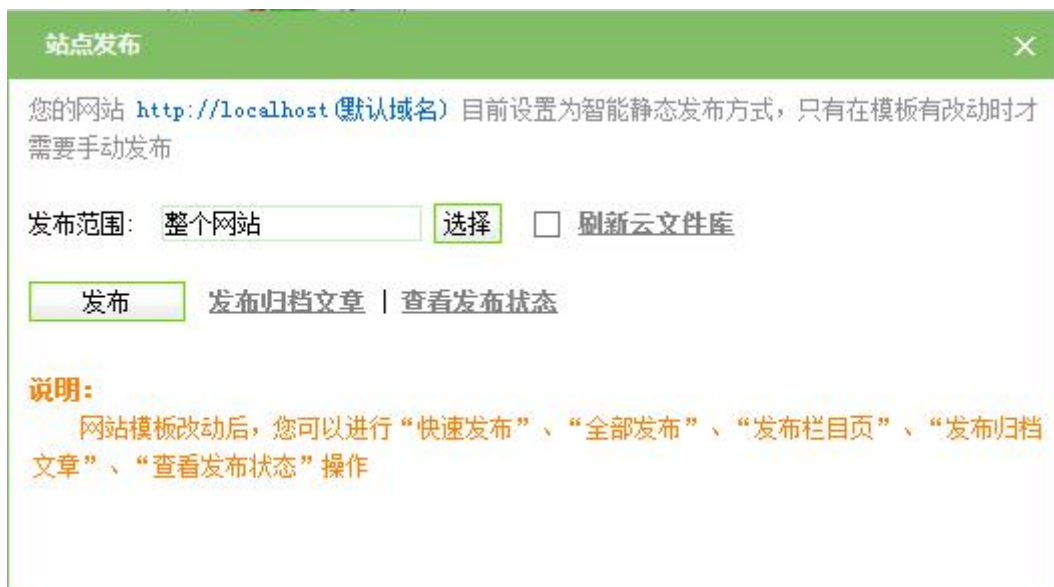 站点发布
您的网站 http://localhost(默认域名) 目前设置为智能静态发布方式，只有在模板有改动时才
需要手动发布
发布范围： 整个网站 选择 刷新云文件库
发布 发布归档文章 | 查看发布状态
说明：
网站模板改动后，您可以进行“快速发布”、“全部发布”、“发布栏目页”、“发布归档
文章”、“查看发布状态”操作